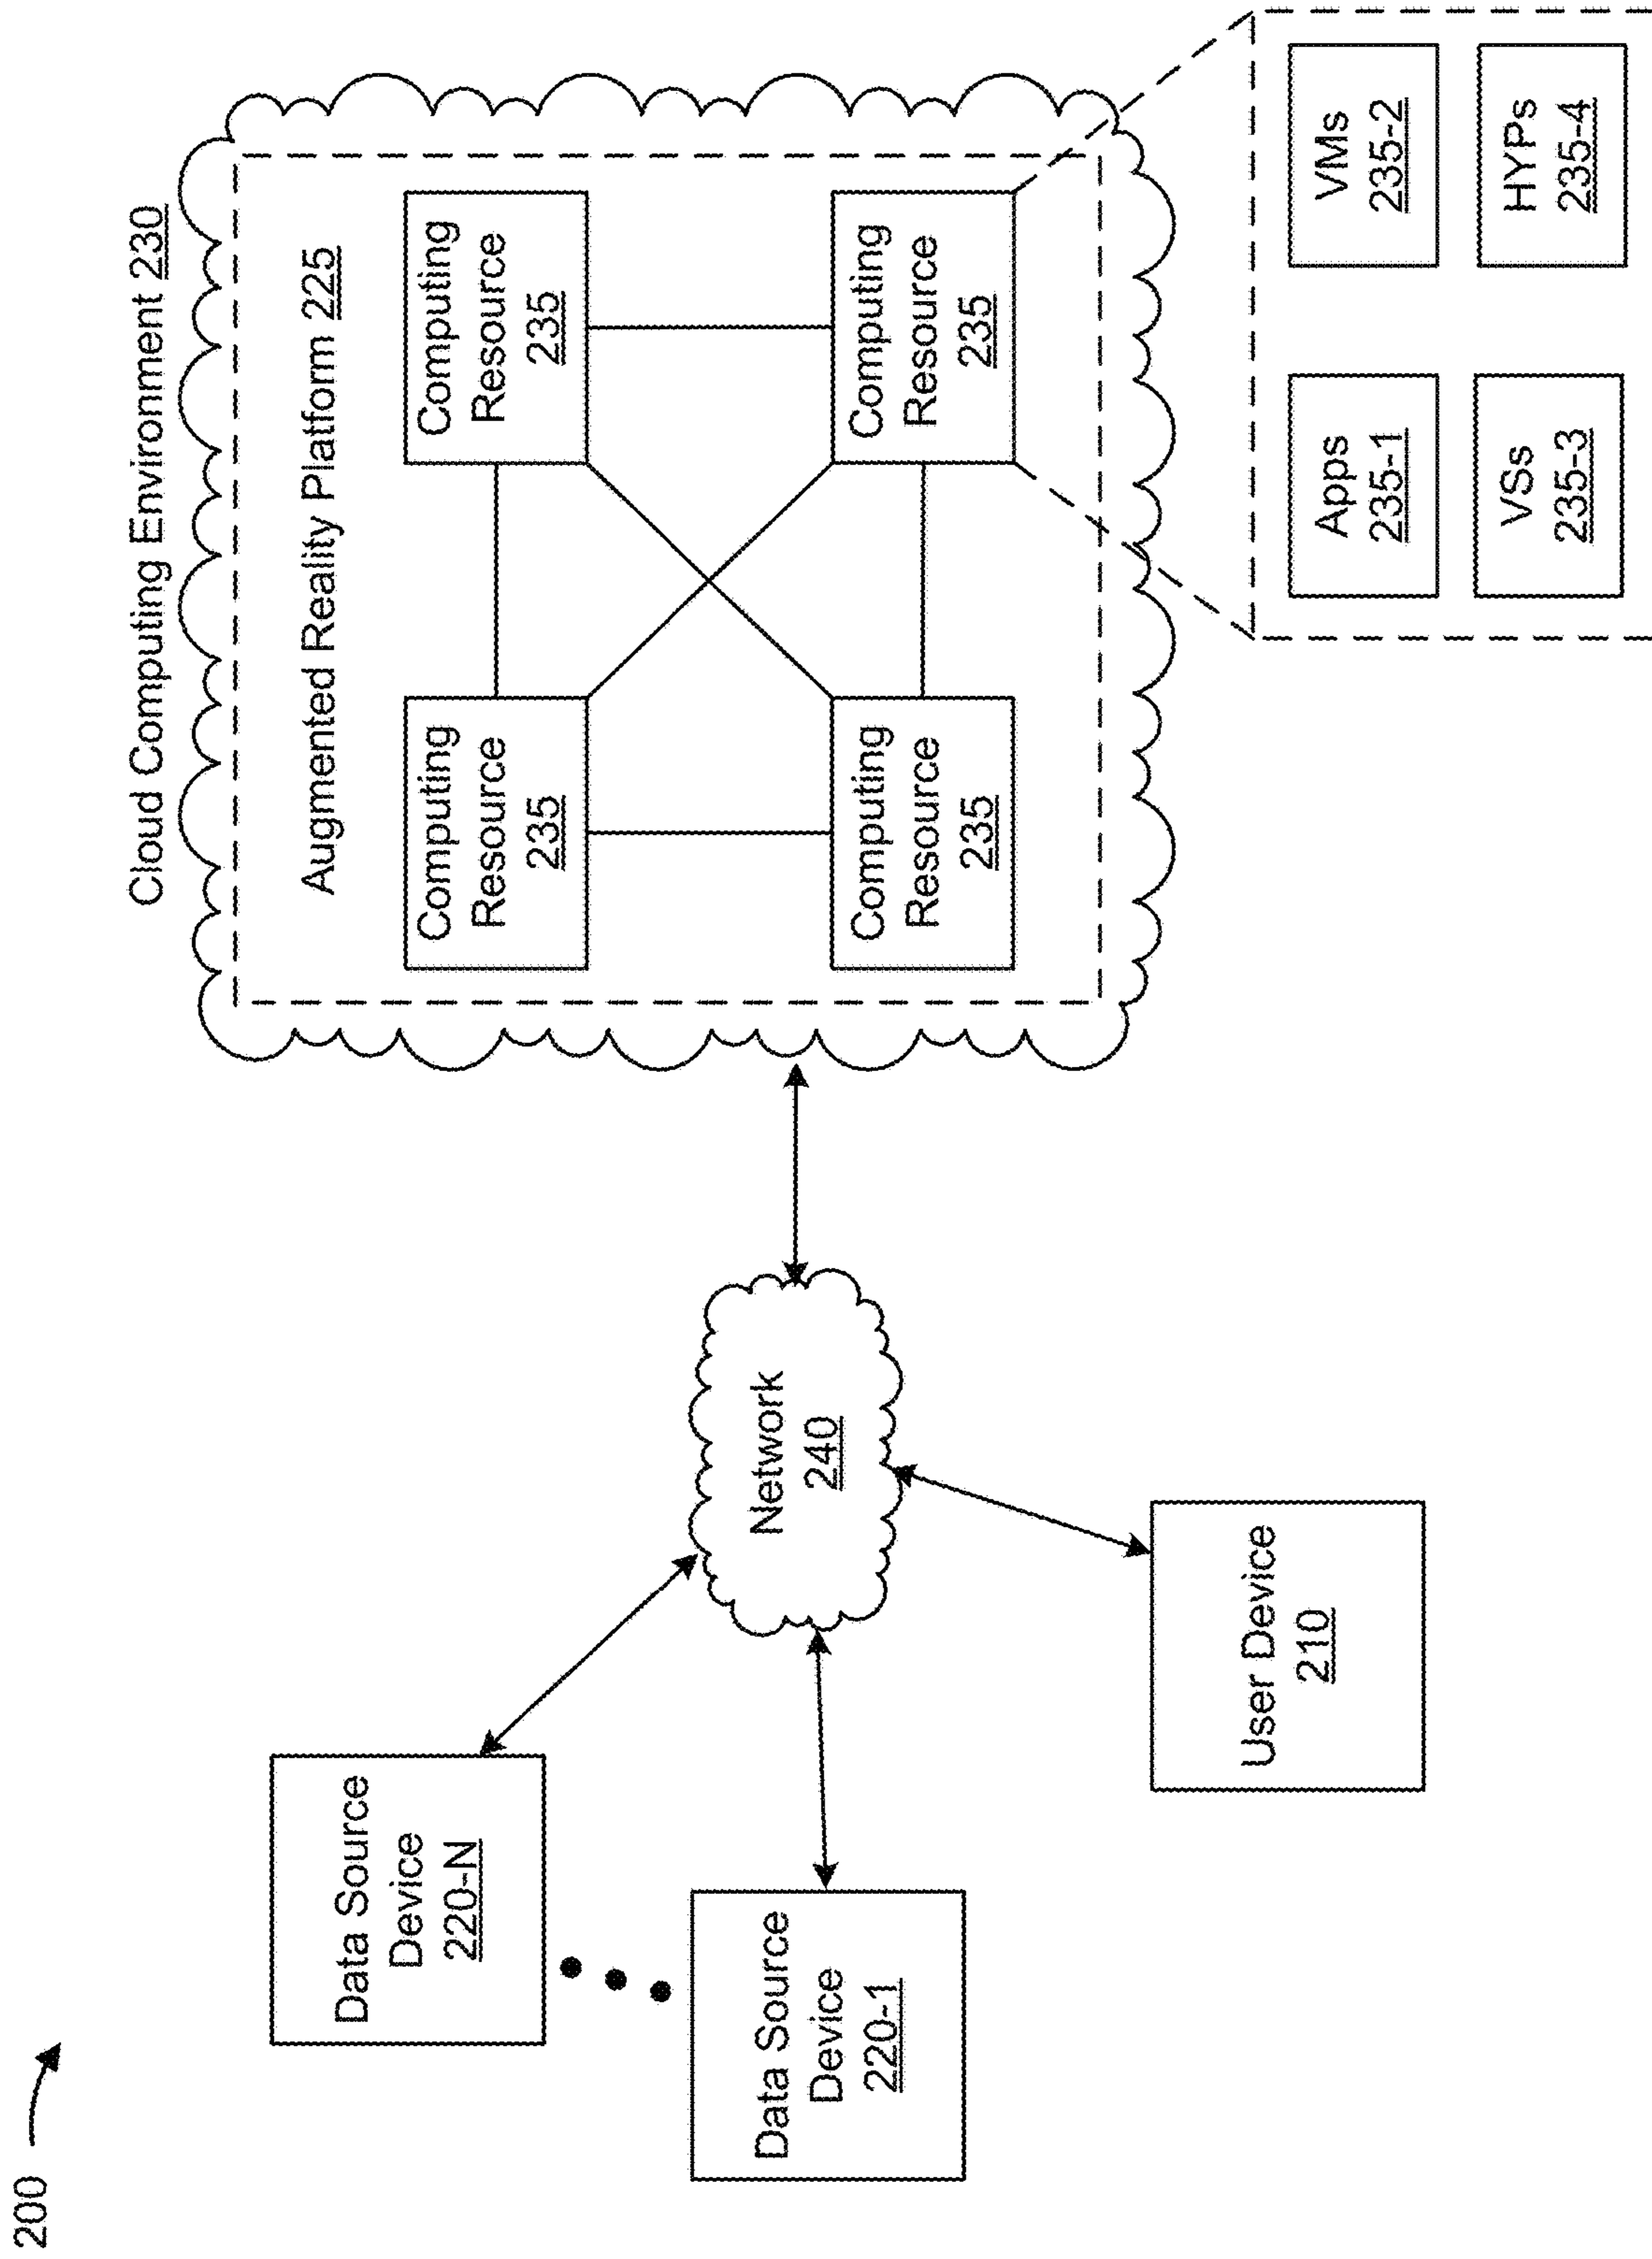 200
Cloud Computing Environment 230
Augmented Reality Platform 225
Data Source
Device
220-N
Computing
Resource
235
Computing
Resource
235
Network
240
Data Source
Device
220-1
Computing
Resource
235
Computing
Resource
235
User Device
210
Apps
235-1
VMs
235-2
VSs
235-3
HYPs
235-4